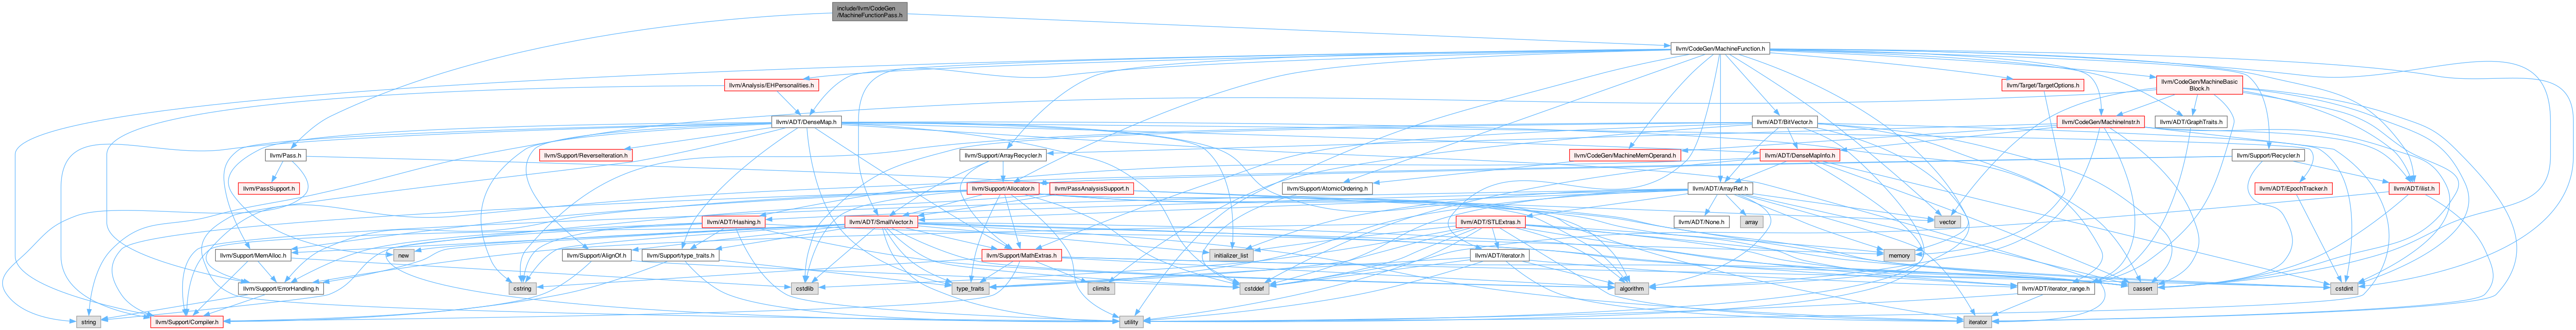 include/llvm/CodeGen
/MachineFunctionPass.h
llvm/CodeGen/MachineFunction.h
llvm/Analysis/EHPersonalities.h
llvm/Target/TargetOptions.h
llvm/CodeGen/MachineBasic
Block.h
llvm/ADT/DenseMap.h
llvm/ADT/BitVector.h
llvm/CodeGen/MachineInstr.h
llvm/ADT/GraphTraits.h
llvm/Pass.h
llvm/Support/ReverseIteration.h
llvm/Support/ArrayRecycler.h
llvm/CodeGen/MachineMemOperand.h
llvm/ADT/DenseMapInfo.h
llvm/Support/Recycler.h
llvm/PassSupport.h
llvm/Support/Allocator.h
llvm/PassAnalysisSupport.h
llvm/Support/AtomicOrdering.h
llvm/ADT/ArrayRef.h
llvm/ADT/EpochTracker.h
llvm/ADT/ilist.h
llvm/ADT/Hashing.h
llvm/ADT/SmallVector.h
llvm/ADT/STLExtras.h
llvm/ADT/None.h
array
vector
llvm/Support/MemAlloc.h
new
llvm/Support/AlignOf.h
llvm/Support/type_traits.h
llvm/Support/MathExtras.h
initializer_list
llvm/ADT/iterator.h
memory
llvm/Support/ErrorHandling.h
cstring
cstdlib
type_traits
climits
cstddef
algorithm
llvm/ADT/iterator_range.h
cassert
cstdint
string
llvm/Support/Compiler.h
utility
iterator